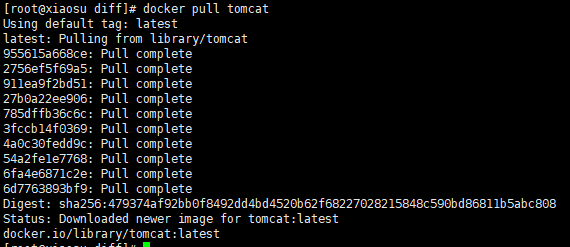 [root@xiaosu diff]# docker pull tomcat
Using default tag: latest
latest: Pulling from library/tomcat
955615a668ce: Pull complete
2756ef5f69a5: Pull complete
911ea9f2bd51: Pull complete
27b0a22ee906: Pull complete
785dffb36c6c: Pull complete
3fccb14f0369: Pull complete
4a0c30fedd9c: Pull complete
54a2fe1e7768: Pull complete
6fa4e6871c2e: Pull complete
6d7763893bf9: Pull complete
Digest: sha256:479374af92bb0f8492dd4bd4520b62f68227028215848c590bd86811b5abc808
Status: Downloaded newer image for tomcat:latest
docker.io/library/tomcat:latest
[root@xiaosu diff]#